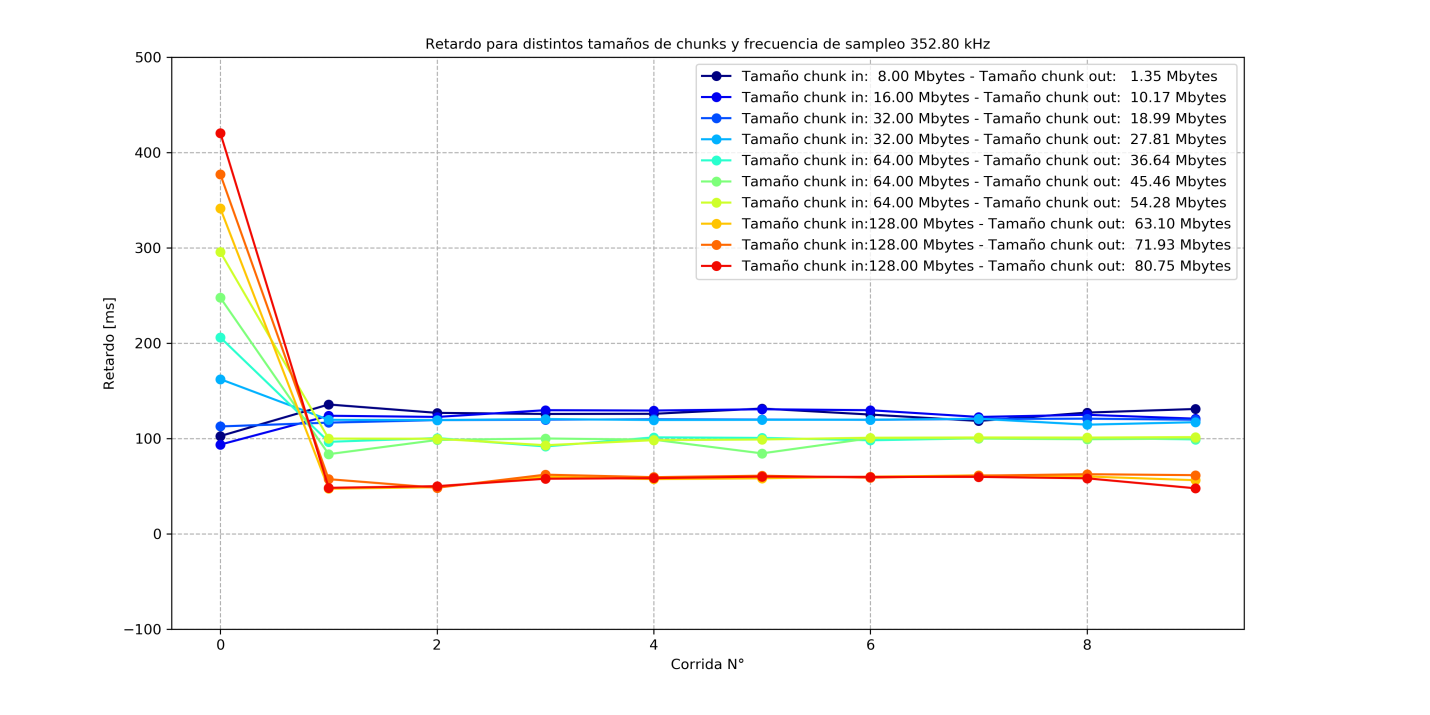 Retardo para distintos tamaños de chunks y frecuencia de sampleo 352.80 kHz
500
400
300
200
100
0
−100
Retardo [ms]
Tamaño chunk in:  8.00 Mbytes - Tamaño chunk out:   1.35 Mbytes
Tamaño chunk in: 16.00 Mbytes - Tamaño chunk out:  10.17 Mbytes
Tamaño chunk in: 32.00 Mbytes - Tamaño chunk out:  18.99 Mbytes
Tamaño chunk in: 32.00 Mbytes - Tamaño chunk out:  27.81 Mbytes
Tamaño chunk in: 64.00 Mbytes - Tamaño chunk out:  36.64 Mbytes
Tamaño chunk in: 64.00 Mbytes - Tamaño chunk out:  45.46 Mbytes
Tamaño chunk in: 64.00 Mbytes - Tamaño chunk out:  54.28 Mbytes
Tamaño chunk in:128.00 Mbytes - Tamaño chunk out:  63.10 Mbytes
Tamaño chunk in:128.00 Mbytes - Tamaño chunk out:  71.93 Mbytes
Tamaño chunk in:128.00 Mbytes - Tamaño chunk out:  80.75 Mbytes
0 2 4 6 8
Corrida N°